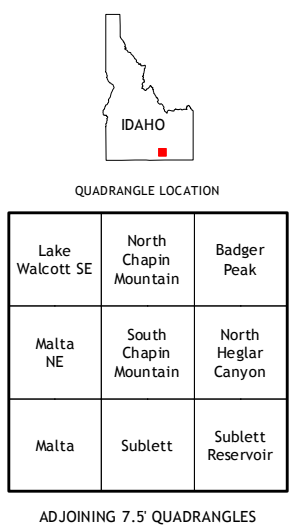 IDAHO
QUADRANGLE LOCATION
Lake
Walcott SE
North
Chapin
Mountain
Badger
Peak
Malta
NE
South
Chapin
Mountain
North
Heglar
Canyon
Malta
Sublett
Sublett
Reservoir
ADJOINING 7.5' QUADRANGLES